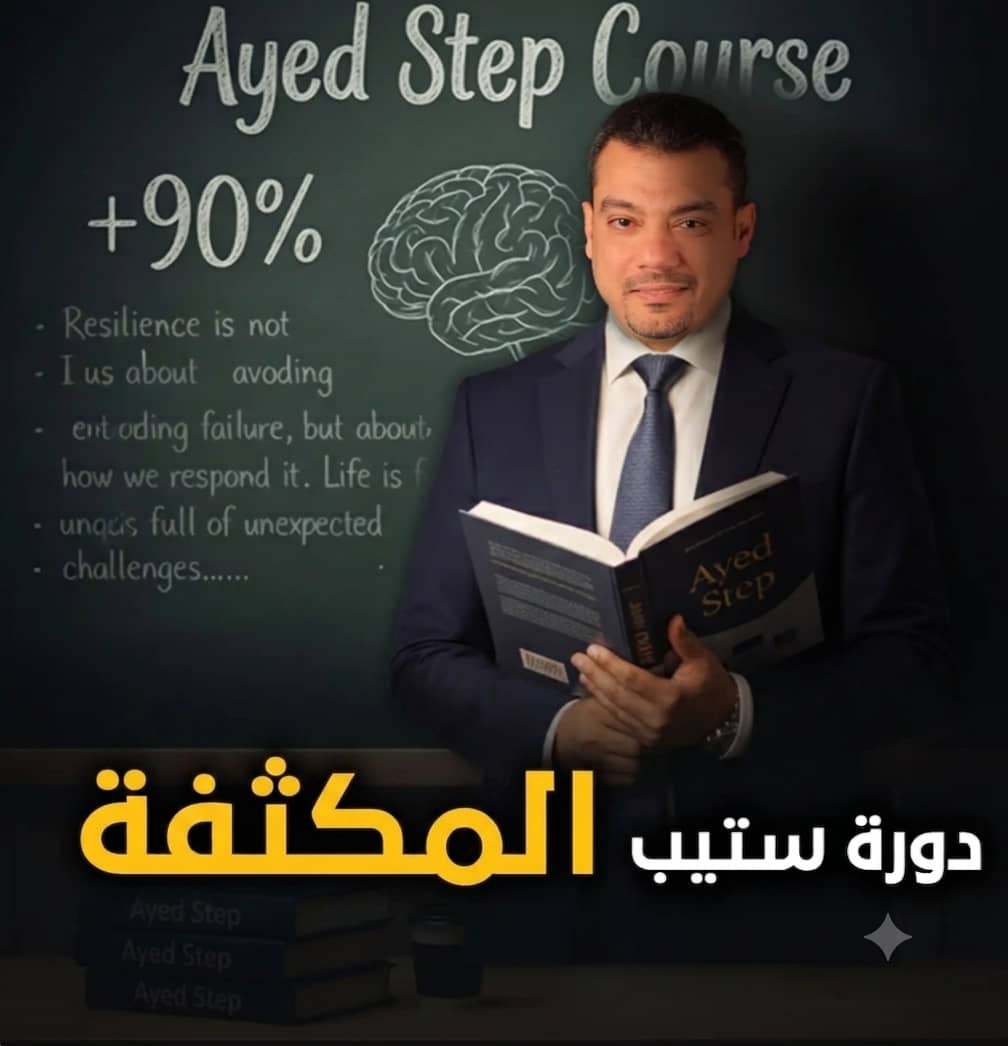 Ayed Step Course
+90%
- Resilience is not
- I us about avoding
- ent oding failure, but about
how we respond it. Life is
- unqcis full of unexpected
- challenges......
Ayed
Step
دورة ستيب المكثفة
Ayed Step
Ayed Step
Ayed Step